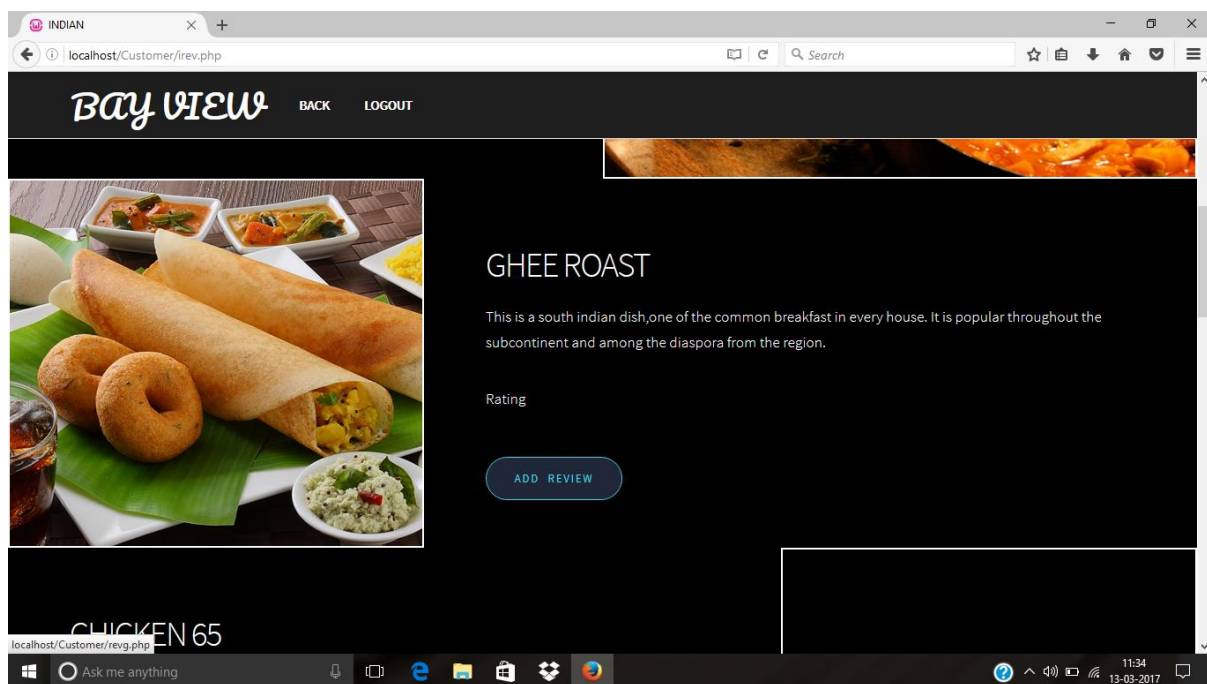 INDIAN
localhost/Customer/irev.php
Search
BAY VIEW BACK LOGOUT
GHEE ROAST
This is a south indian dish,one of the common breakfast in every house. It is popular throughout the
subcontinent and among the diaspora from the region.
Rating
ADD REVIEW
CHICKEN 65
localhost/Customer/revg.php
Ask me anything
11:34
13-03-2017